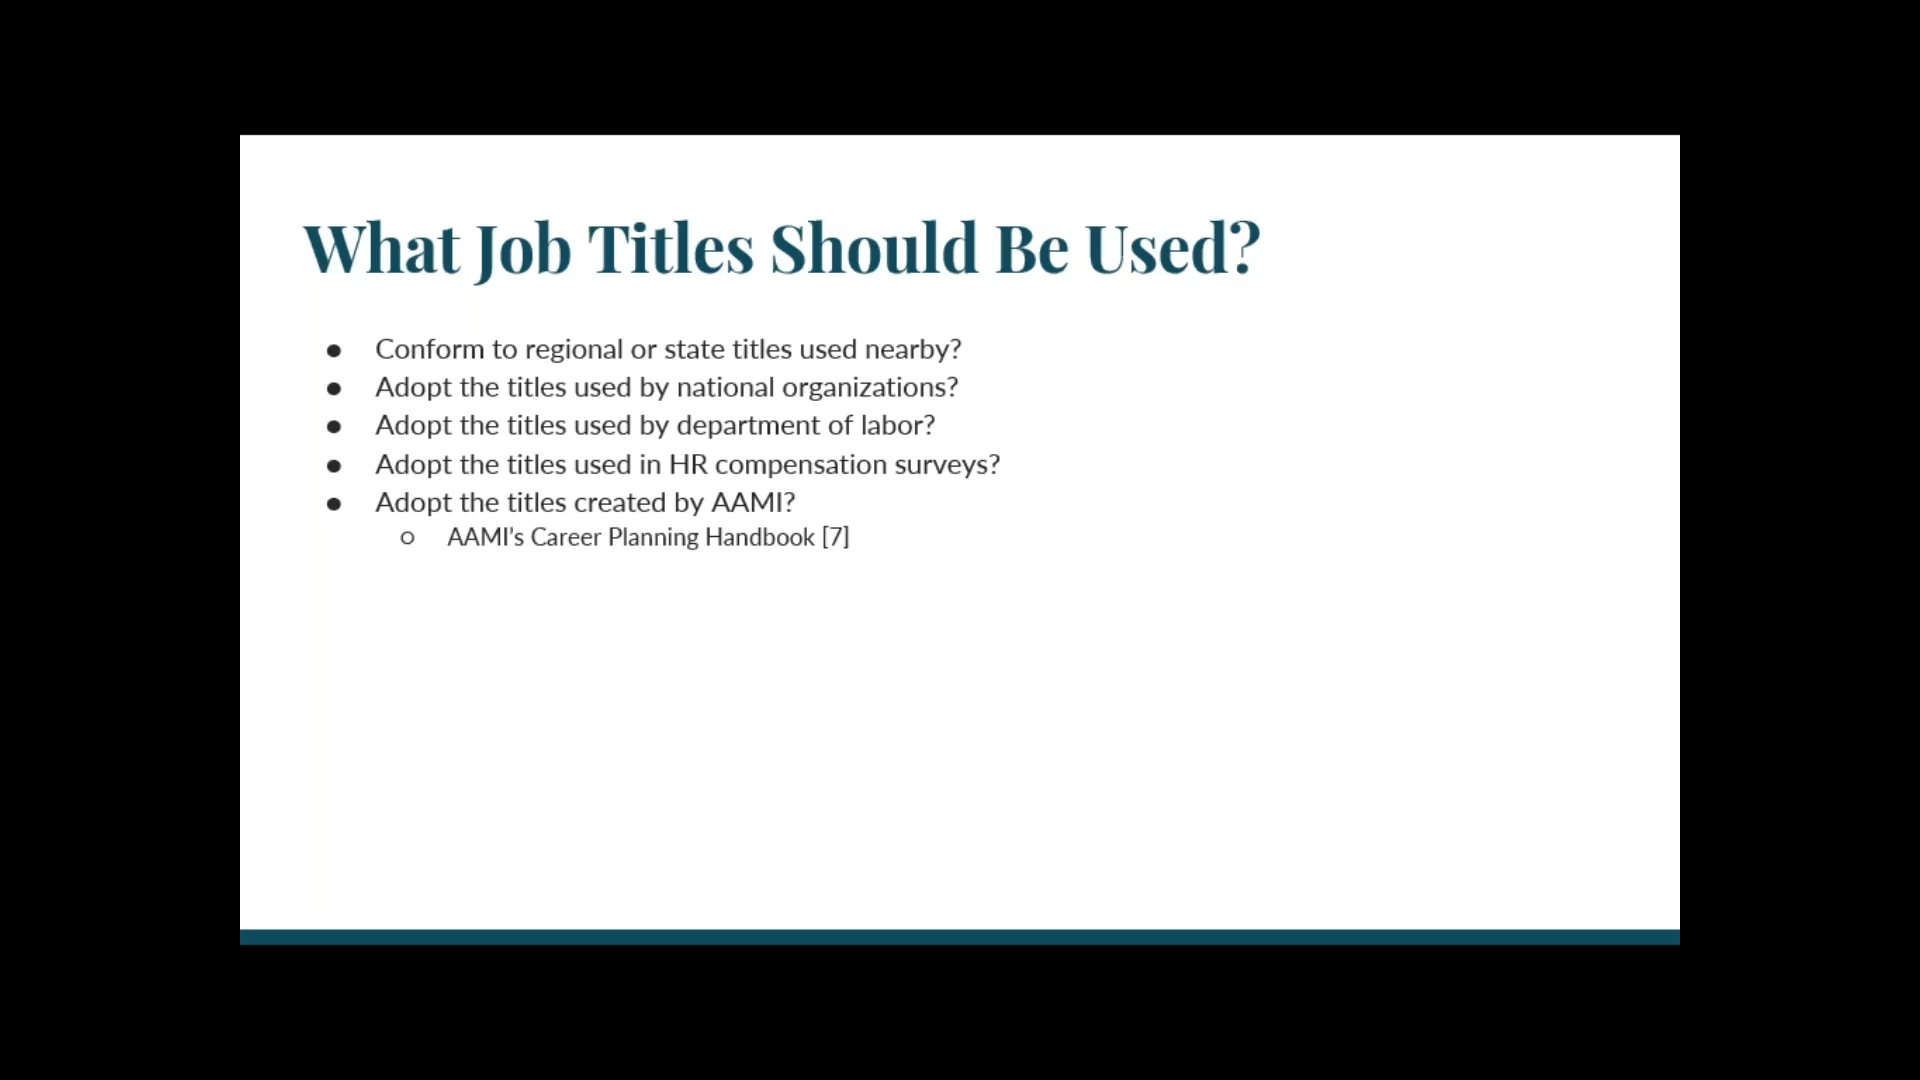 What Job Titles Should Be Used?
● Conform to regional or state titles used nearby?
● Adopt the titles used by national organizations?
● Adopt the titles used by department of labor?
● Adopt the titles used in HR compensation surveys?
● Adopt the titles created by AAMI?
○ AAMI’s Career Planning Handbook [7]